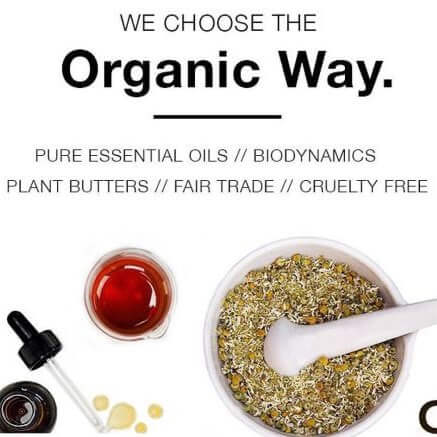 WE CHOOSE THE
Organic Way.
PURE ESSENTIAL OILS // BIODYNAMICS
PLANT BUTTERS // FAIR TRADE // CRUELTY FREE